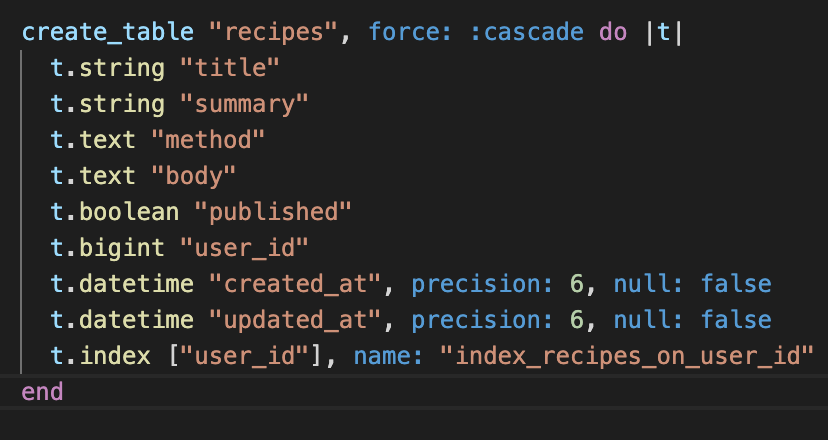 create_table "recipes", force: :cascade do |t|
  t.string "title"
  t.string "summary"
  t.text "method"
  t.text "body"
  t.boolean "published"
  t.bigint "user_id"
  t.datetime "created_at", precision: 6, null: false
  t.datetime "updated_at", precision: 6, null: false
  t.index ["user_id"], name: "index_recipes_on_user_id"
end